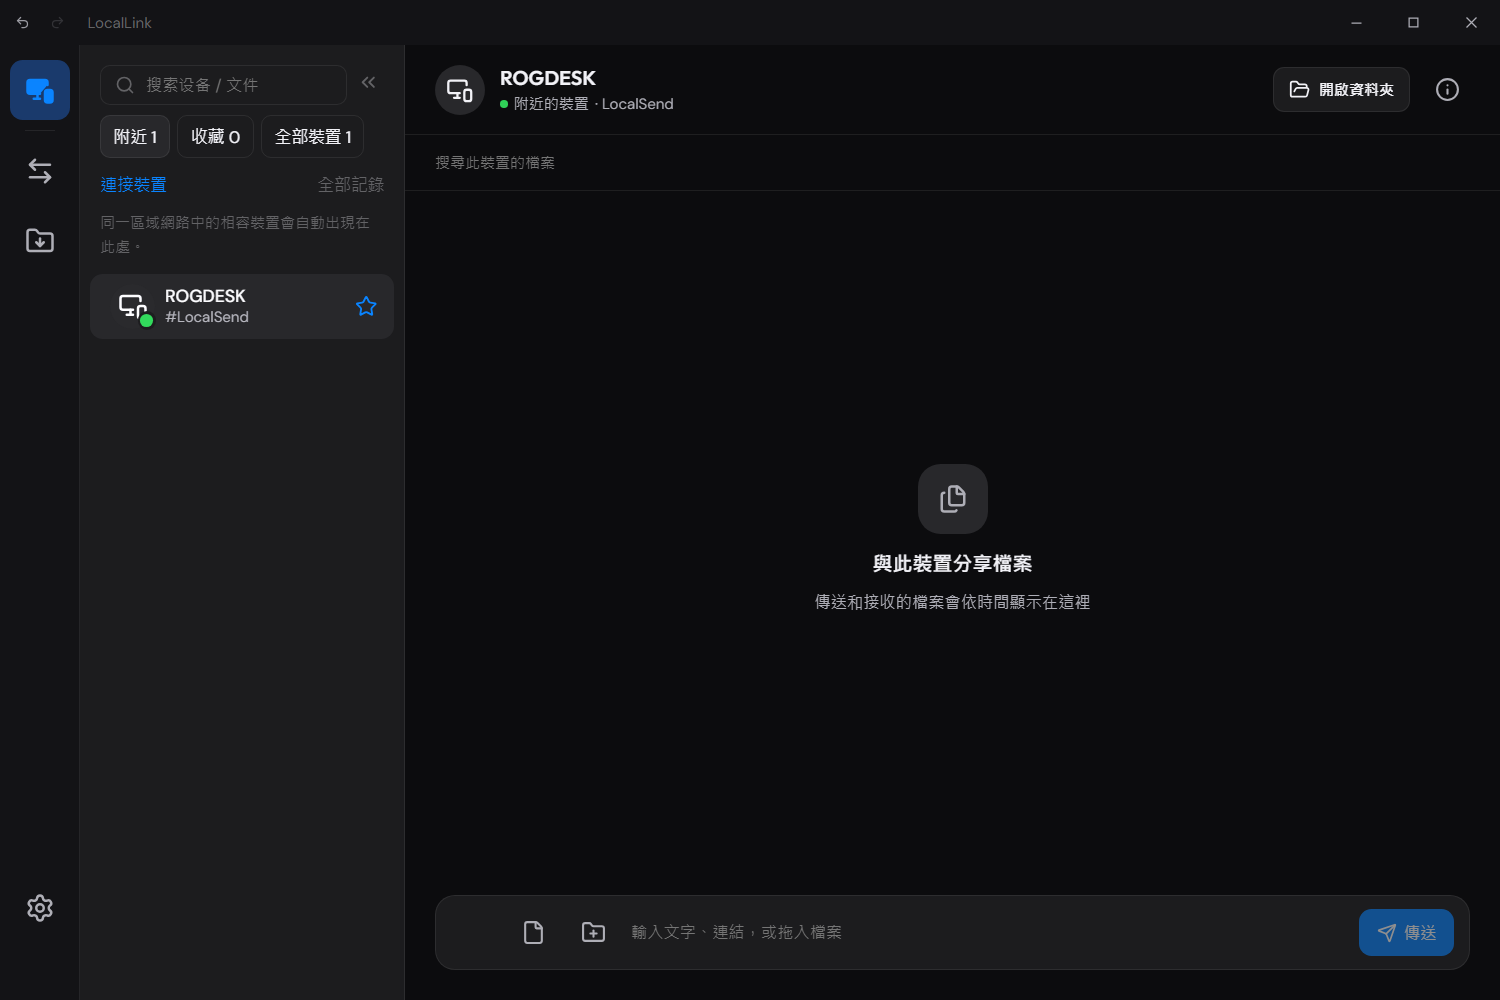 LocalLink
搜索设备 / 文件
附近 1
收藏 0
全部裝置 1
連接裝置
全部記錄
同一區域網路中的相容裝置會自動出現在
此處。
ROGDESK
#LocalSend
ROGDESK
附近的裝置 · LocalSend
開啟資料夾
搜尋此裝置的檔案
與此裝置分享檔案
傳送和接收的檔案會依時間顯示在這裡
輸入文字、連結，或拖入檔案
傳送